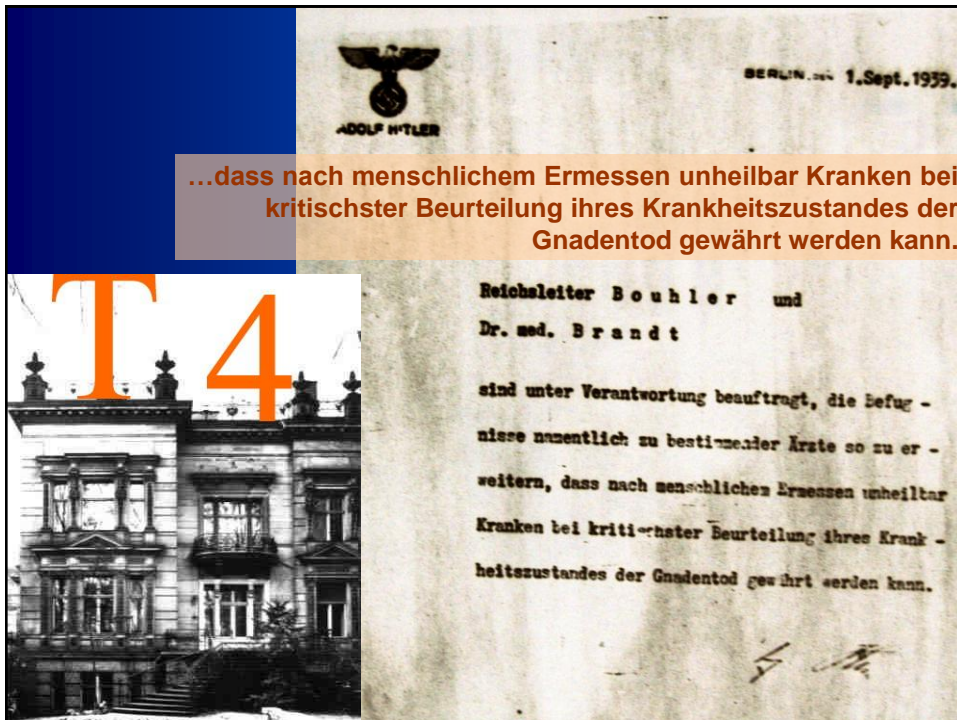 BERLIN, den 1.Sept.1939.
ADOLF HITLER
…dass nach menschlichem Ermessen unheilbar Kranken bei
kritischster Beurteilung ihres Krankheitszustandes der
Gnadentod gewährt werden kann.
T4
Reichsleiter B o u h l e r und
Dr. med. B r a n d t
sind unter Verantwortung beauftragt, die Befug -
nisse namentlich zu bestimmender Ärzte so zu er -
weitern, dass nach menschlichem Ermessen unheilbar
Kranken bei kritischster Beurteilung ihres Krank -
heitszustandes der Gnadentod gewährt werden kann.